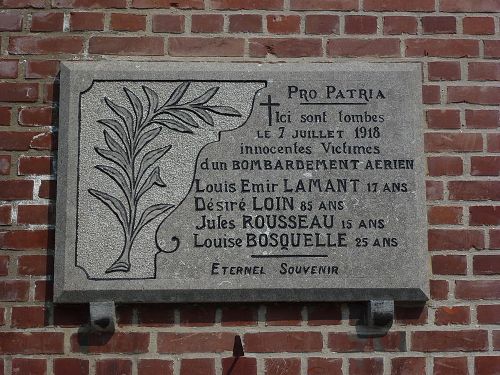 PRO PATRIA
Ici sont tombés
LE 7 JUILLET 1918
innocentes Victimes
d'un BOMBARDEMENT AERIEN
Louis Emir LAMANT 17 ANS
Désiré LOIN 85 ANS
Jules ROUSSEAU 15 ANS
Louise BOSQUELLE 25 ANS
ETERNEL SOUVENIR